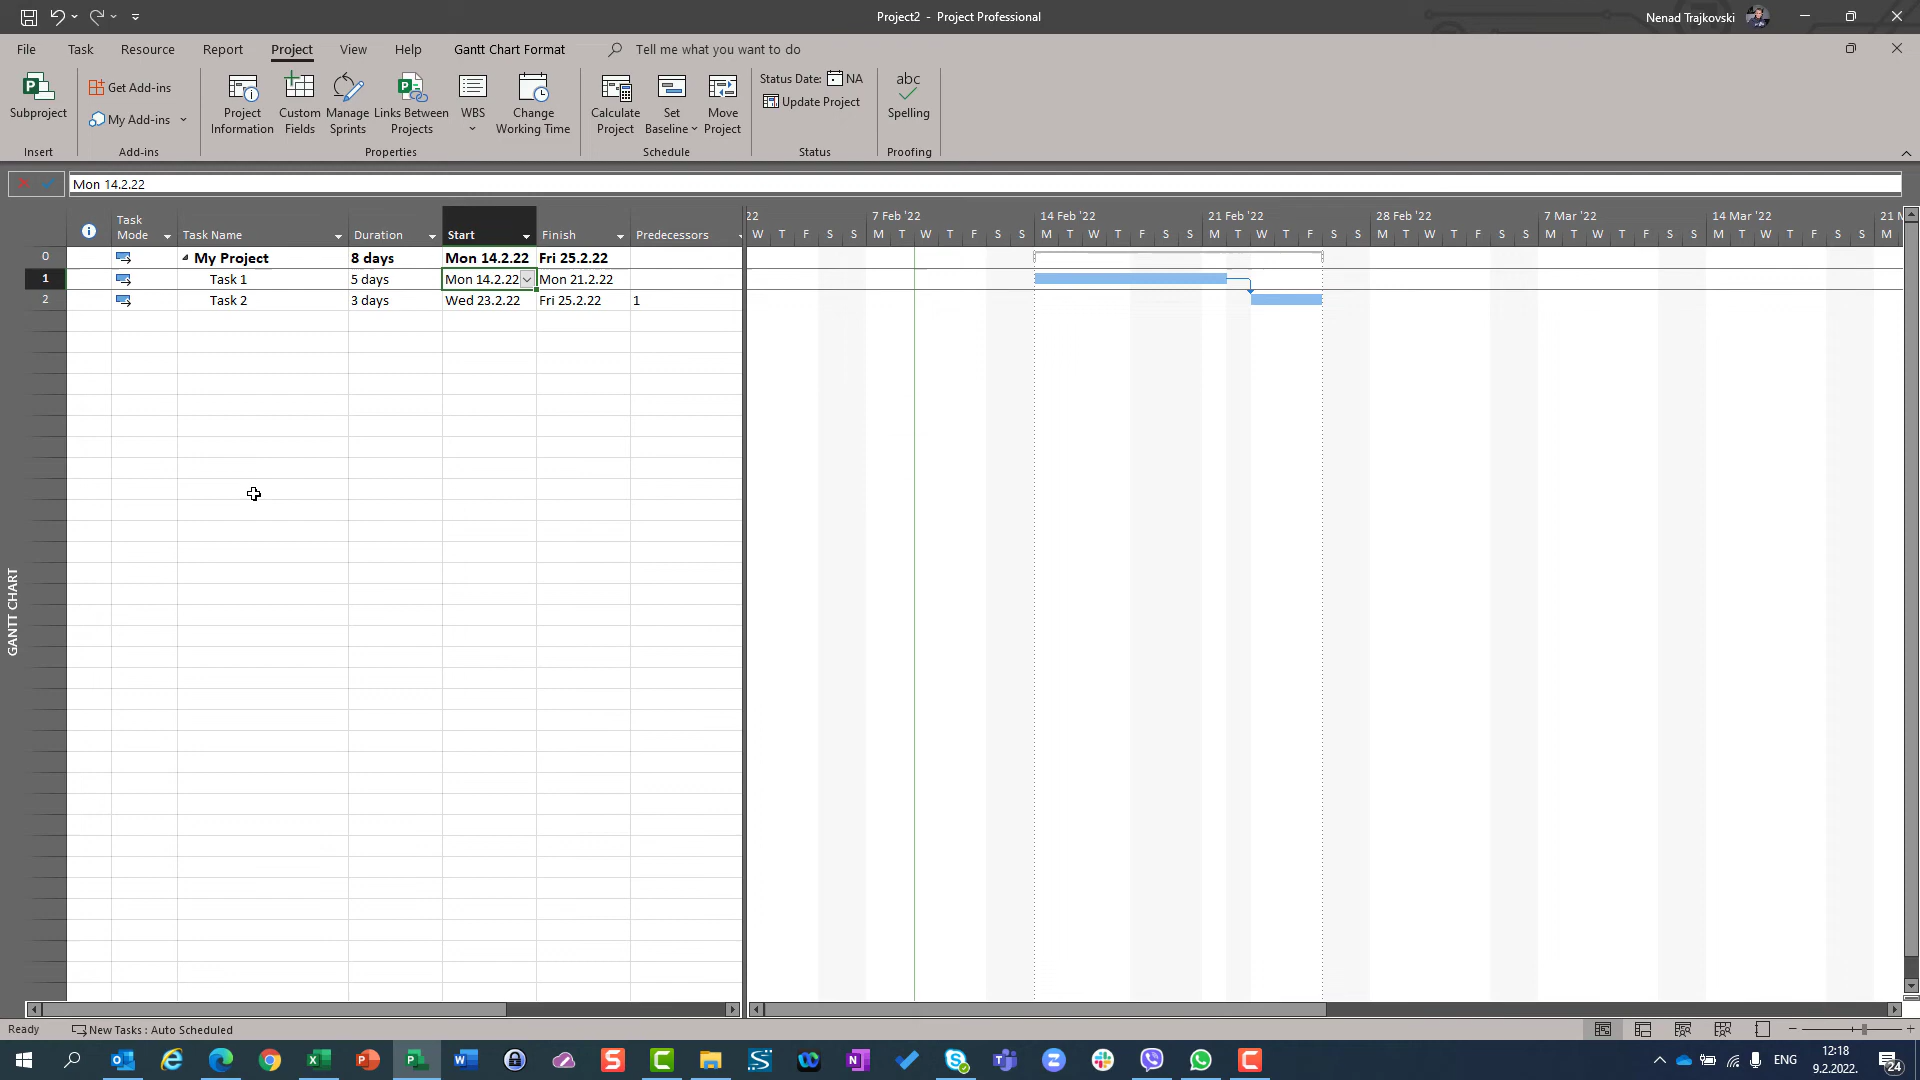 Project2 - Project Professional
Nenad Trajkovski
File Task Resource Report Project View Help Gantt Chart Format Tell me what you want to do
Subproject
Get Add-ins
My Add-ins
Project Information
Custom Fields
Manage Sprints
Links Between Projects
WBS
Change Working Time
Calculate Project
Set Baseline
Move Project
Status Date: NA
Update Project
abc
Spelling
Insert Add-ins Properties Schedule Status Proofing
Mon 14.2.22
Task Mode Task Name Duration Start Finish Predecessors
22 7 Feb '22 14 Feb '22 21 Feb '22 28 Feb '22 7 Mar '22 14 Mar '22 21 M
W T F S S M T W T F S S M T W T F S S M T W T F S S M T W T F S S M T W T F S S M T W T F S S M
0 My Project 8 days Mon 14.2.22 Fri 25.2.22
1 Task 1 5 days Mon 14.2.22 Mon 21.2.22
2 Task 2 3 days Wed 23.2.22 Fri 25.2.22 1
GANTT CHART
Ready New Tasks : Auto Scheduled
ENG
12:18
9.2.2022.
24